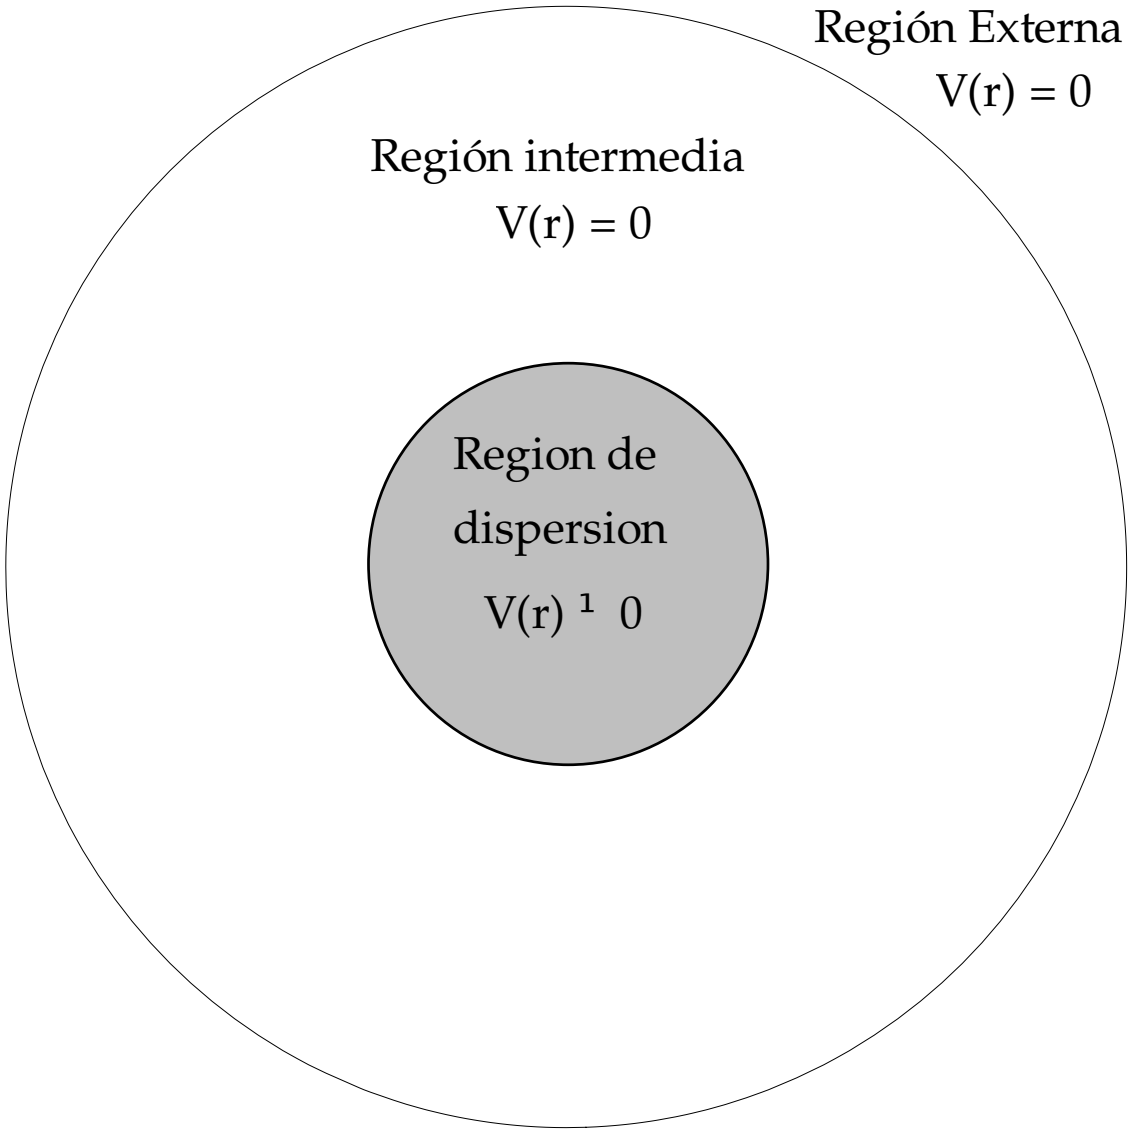 Región Externa
V(r) = 0
Región intermedia
V(r) = 0
Region de
dispersion
V(r) ¹ 0